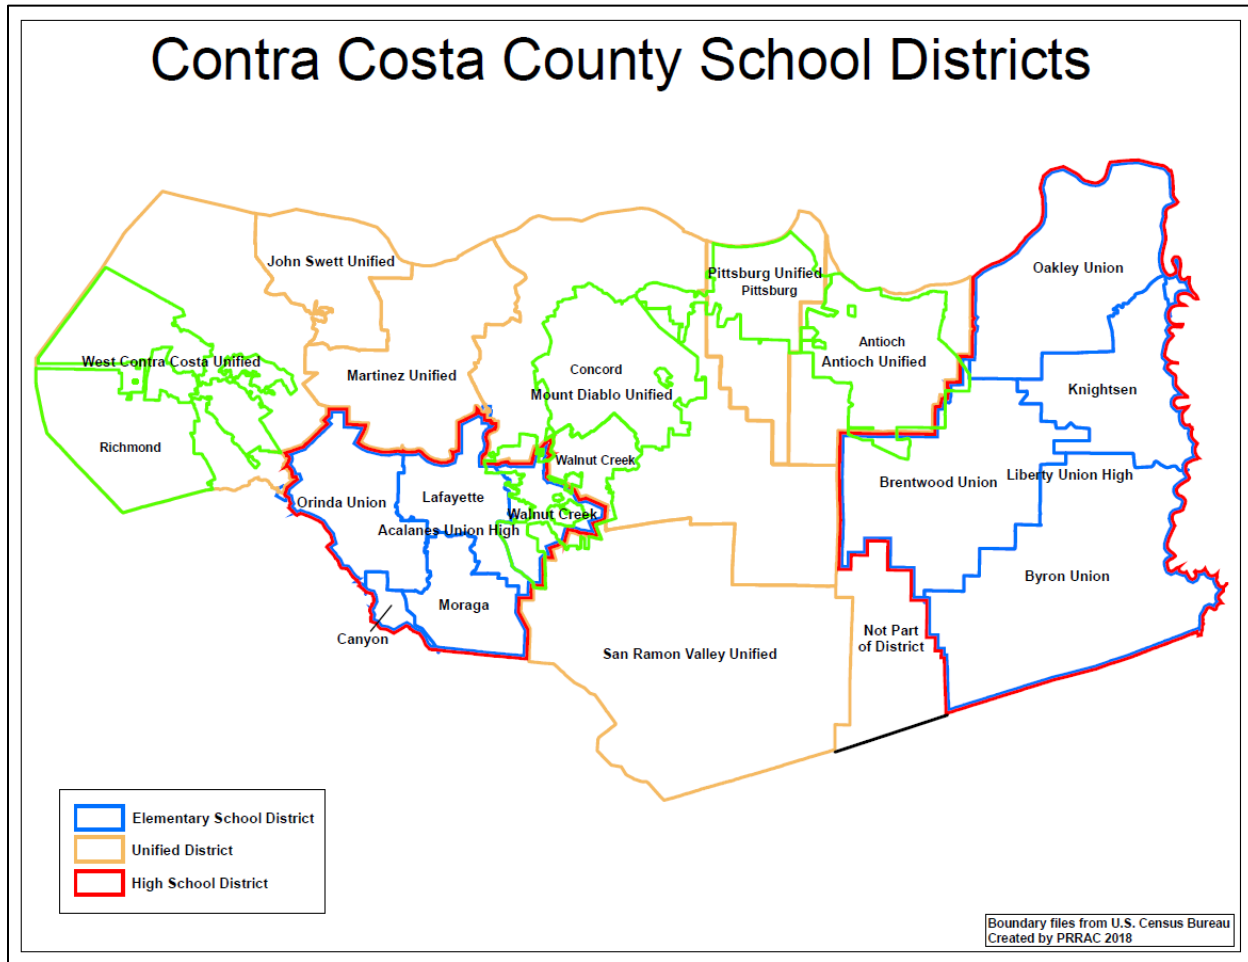 Contra Costa County School Districts
John Swett Unified
Oakley Union
Pittsburg Unified
Pittsburg
Antioch
Antioch Unified
West Contra Costa Unified
Martinez Unified
Concord
Mount Diablo Unified
Knightsen
Richmond
Walnut Creek
Orinda Union
Lafayette
Brentwood Union
Liberty Union High
Walnut Creek
Acalanes Union High
Byron Union
Moraga
Canyon
Not Part
of District
San Ramon Valley Unified
Elementary School District
Unified District
High School District
Boundary files from U.S. Census Bureau
Created by PRRAC 2018